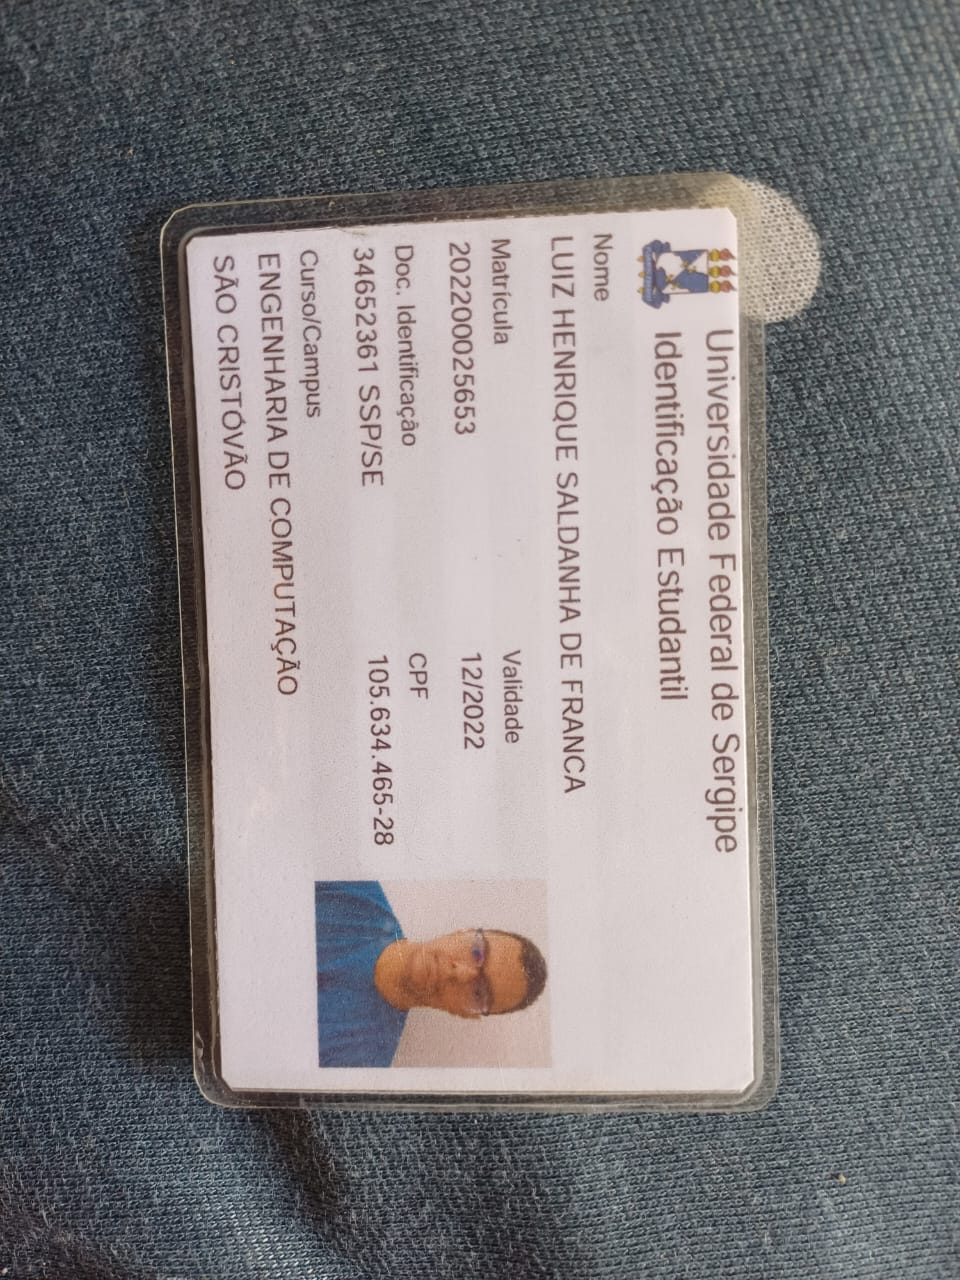 Universidade Federal de Sergipe
Identificação Estudantil
Nome
LUIZ HENRIQUE SALDANHA DE FRANCA
Matrícula Validade
202200025653 12/2022
Doc. Identificação CPF
34652361 SSP/SE 105.634.465-28
Curso/Campus
ENGENHARIA DE COMPUTAÇÃO
SÃO CRISTÓVÃO